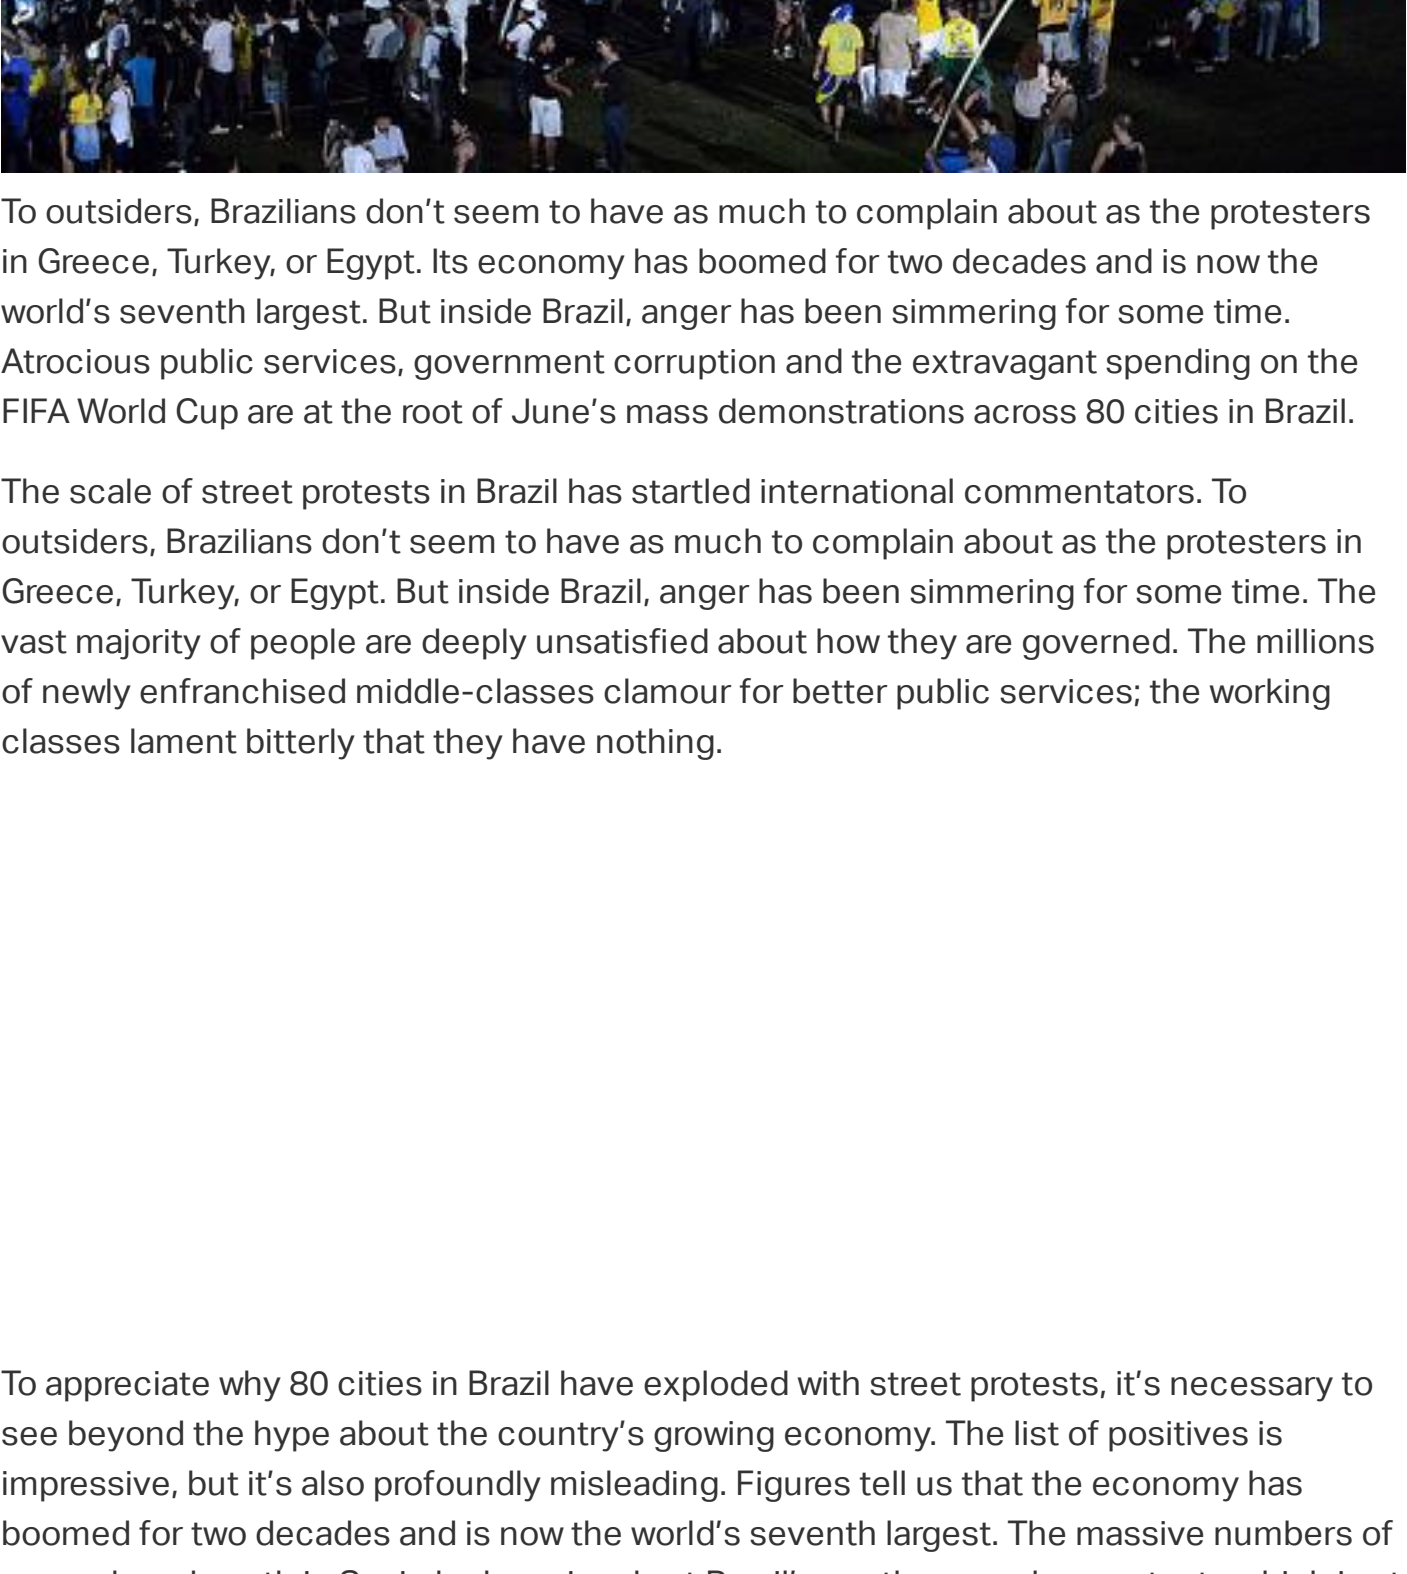 To outsiders, Brazilians don’t seem to have as much to complain about as the protesters
in Greece, Turkey, or Egypt. Its economy has boomed for two decades and is now the
world’s seventh largest. But inside Brazil, anger has been simmering for some time.
Atrocious public services, government corruption and the extravagant spending on the
FIFA World Cup are at the root of June’s mass demonstrations across 80 cities in Brazil.
The scale of street protests in Brazil has startled international commentators. To
outsiders, Brazilians don’t seem to have as much to complain about as the protesters in
Greece, Turkey, or Egypt. But inside Brazil, anger has been simmering for some time. The
vast majority of people are deeply unsatisfied about how they are governed. The millions
of newly enfranchised middle-classes clamour for better public services; the working
classes lament bitterly that they have nothing.
To appreciate why 80 cities in Brazil have exploded with street protests, it’s necessary to
see beyond the hype about the country’s growing economy. The list of positives is
impressive, but it’s also profoundly misleading. Figures tell us that the economy has
boomed for two decades and is now the world’s seventh largest. The massive numbers of